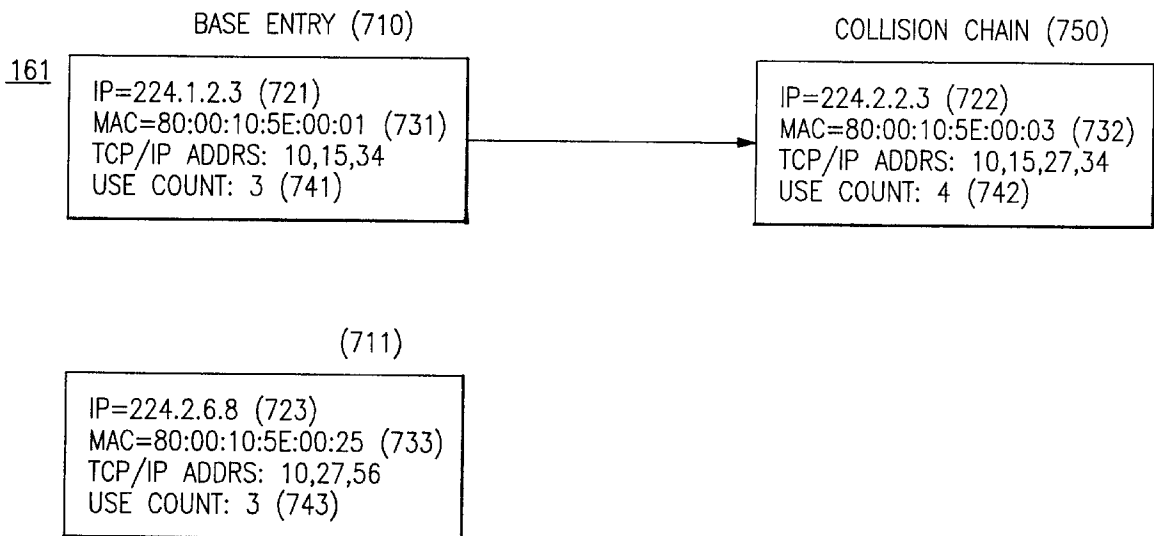 BASE ENTRY (710)
COLLISION CHAIN (750)
161
IP=224.1.2.3 (721)
MAC=80:00:10:5E:00:01 (731)
TCP/IP ADDRS: 10,15,34
USE COUNT: 3 (741)
IP=224.2.2.3 (722)
MAC=80:00:10:5E:00:03 (732)
TCP/IP ADDRS: 10,15,27,34
USE COUNT: 4 (742)
(711)
IP=224.2.6.8 (723)
MAC=80:00:10:5E:00:25 (733)
TCP/IP ADDRS: 10,27,56
USE COUNT: 3 (743)